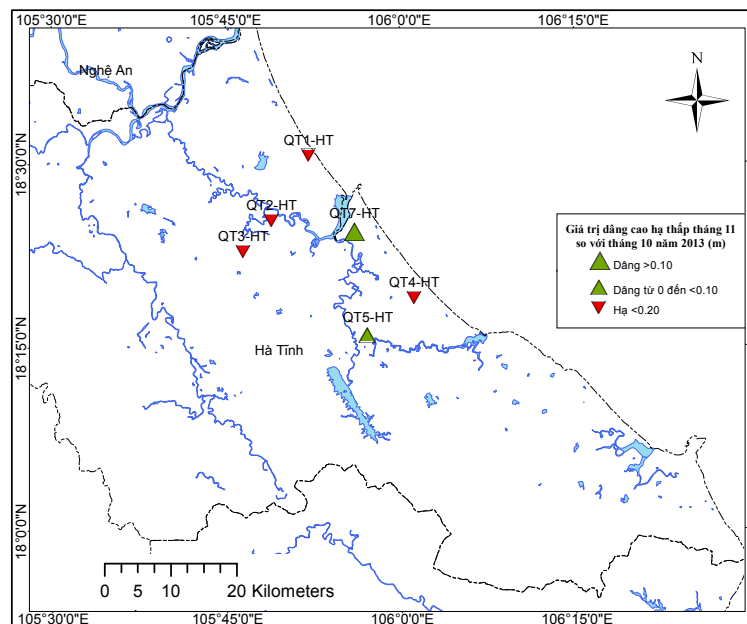 105°30'0"E 105°45'0"E 106°0'0"E 106°15'0"E
Nghệ An
N
18°30'0"N
QT1-HT
QT2-HT
QT7-HT
QT3-HT
Giá trị dâng cao hạ thấp tháng 11
so với tháng 10 năm 2013 (m)
Dâng >0.10
Dâng từ 0 đến <0.10
Hạ <0.20
QT4-HT
QT5-HT
18°15'0"N
Hà Tĩnh
18°0'0"N
0 5 10 20 Kilometers
105°30'0"E 105°45'0"E 106°0'0"E 106°15'0"E